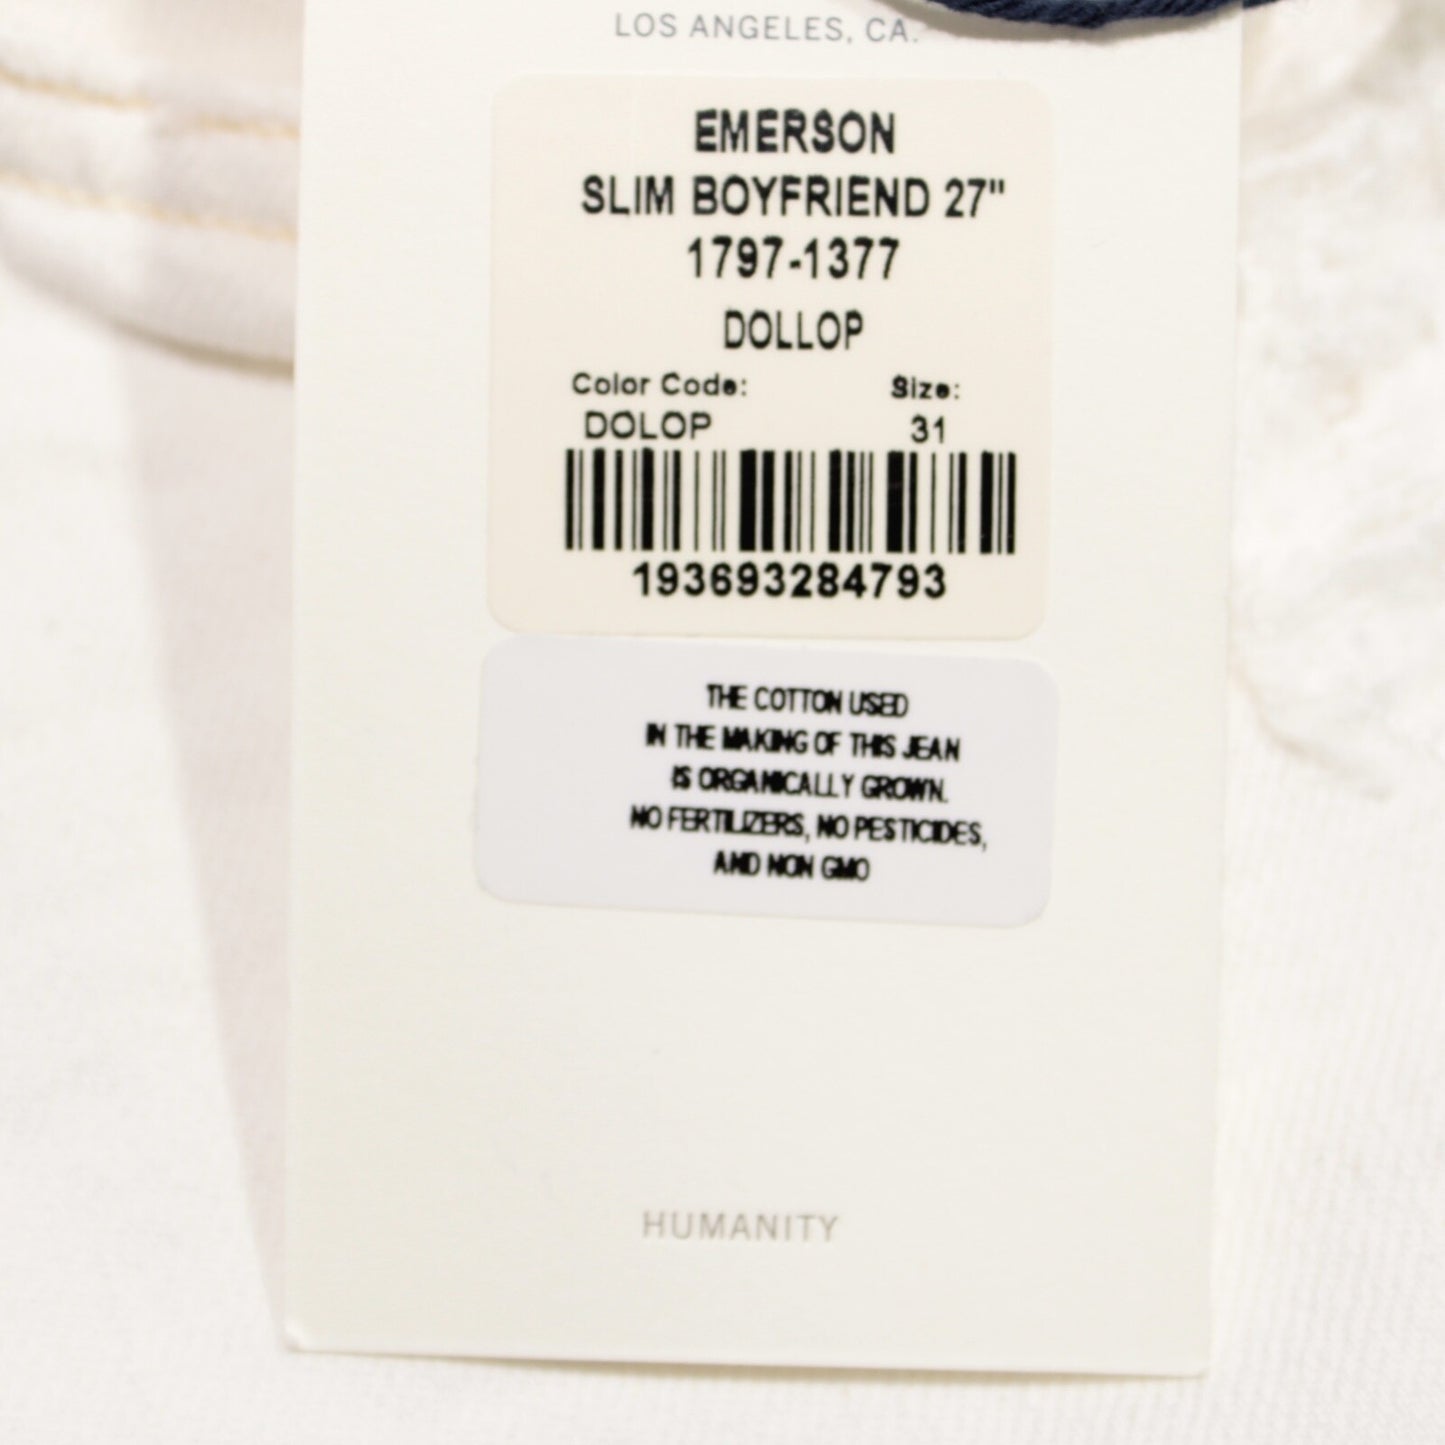 LOS ANGELES, CA.
EMERSON
SLIM BOYFRIEND 27"
1797-1377
DOLLOP
Color Code: Size:
DOLOP 31
193693284793
THE COTTON USED
IN THE MAKING OF THIS JEAN
IS ORGANICALLY GROWN.
NO FERTILIZERS, NO PESTICIDES,
AND NON GMO
HUMANITY